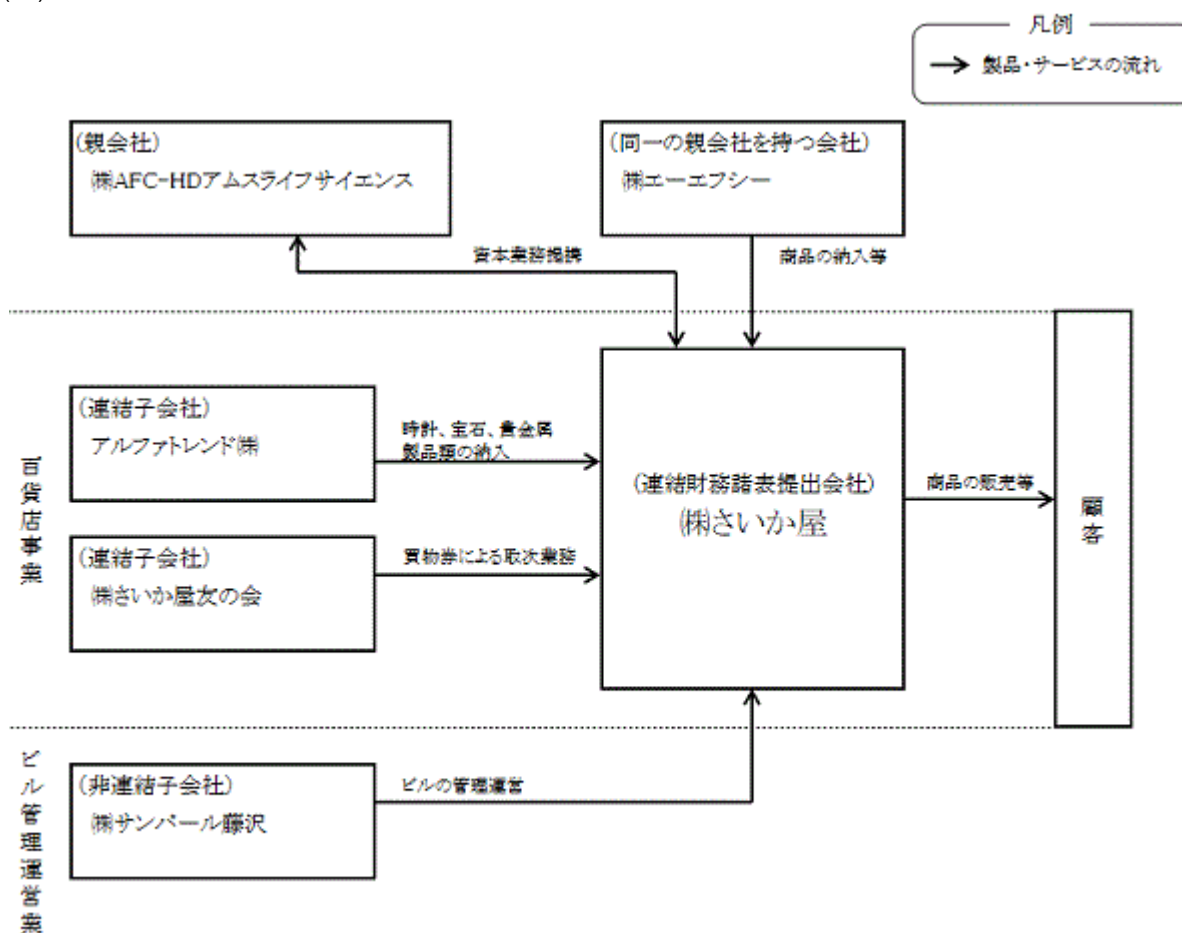 凡例
→ 製品・サービスの流れ
(親会社)
㈱AFC-HDアムスライフサイエンス
(同一の親会社を持つ会社)
㈱エーエフシー
資本業務提携
商品の納入等
百貨店事業
(連結子会社)
アルファトレンド㈱
時計、宝石、貴金属
製品類の納入
(連結財務諸表提出会社)
㈱さいか屋
商品の販売等
顧客
(連結子会社)
㈱さいか屋友の会
買物券による取次業務
ビル管理運営業
(非連結子会社)
㈱サンパール藤沢
ビルの管理運営